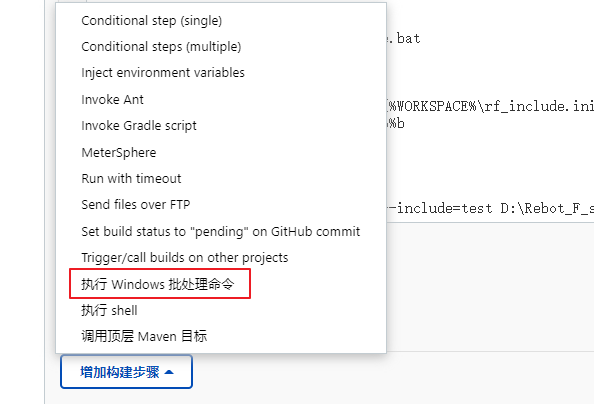 Conditional step (single)
Conditional steps (multiple)
.bat
Inject environment variables
Invoke Ant
%WORKSPACE%\rf_include.ini
Invoke Gradle script
%b
MeterSphere
Run with timeout
Send files over FTP
-include=test D:\Rebot_F_s
Set build status to "pending" on GitHub commit
Trigger/call builds on other projects
执行 Windows 批处理命令
执行 shell
调用顶层 Maven 目标
增加构建步骤